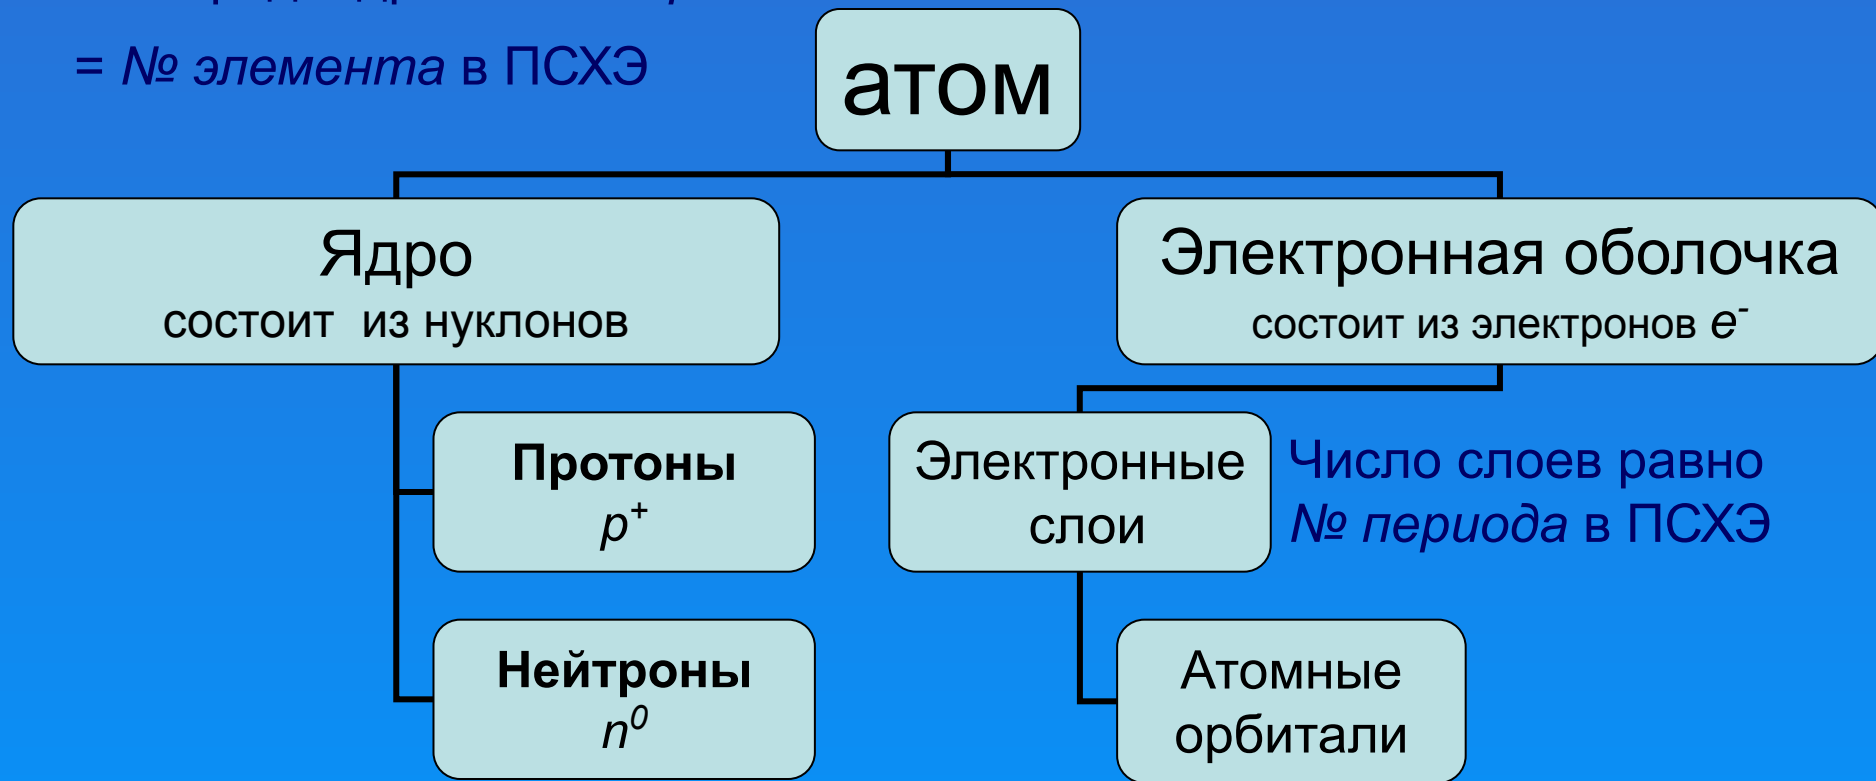 = № элемента в ПСХЭ
атом
Ядро
состоит из нуклонов
Электронная оболочка
состоит из электронов e⁻
Протоны
p⁺
Нейтроны
n⁰
Электронные
слои
Число слоев равно
№ периода в ПСХЭ
Атомные
орбитали